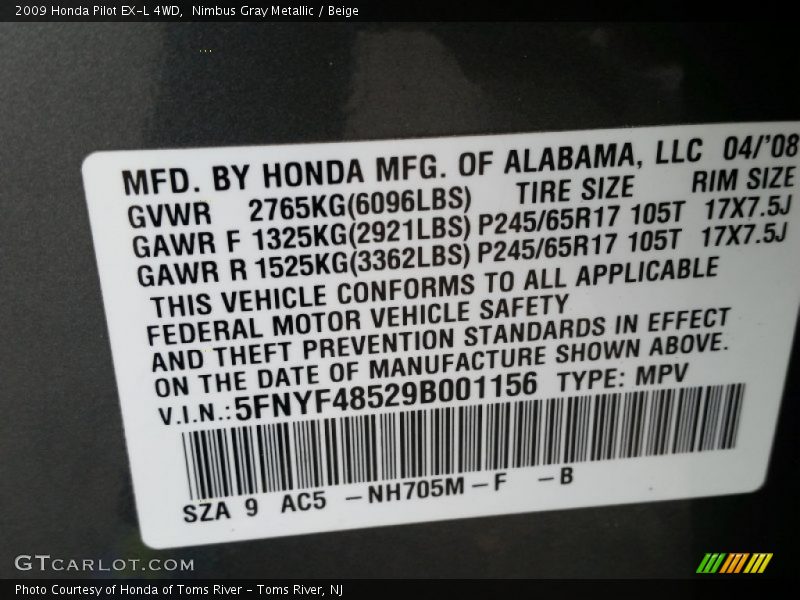 2009 Honda Pilot EX-L 4WD, Nimbus Gray Metallic / Beige
MFD. BY HONDA MFG. OF ALABAMA, LLC 04/'08
GVWR 2765KG(6096LBS) TIRE SIZE RIM SIZE
GAWR F 1325KG(2921LBS) P245/65R17 105T 17X7.5J
GAWR R 1525KG(3362LBS) P245/65R17 105T 17X7.5J
THIS VEHICLE CONFORMS TO ALL APPLICABLE
FEDERAL MOTOR VEHICLE SAFETY
AND THEFT PREVENTION STANDARDS IN EFFECT
ON THE DATE OF MANUFACTURE SHOWN ABOVE.
V.I.N.:5FNYF48529B001156 TYPE: MPV
SZA 9 AC5 -NH705M-F -B
GTCARLOT.COM
Photo Courtesy of Honda of Toms River - Toms River, NJ